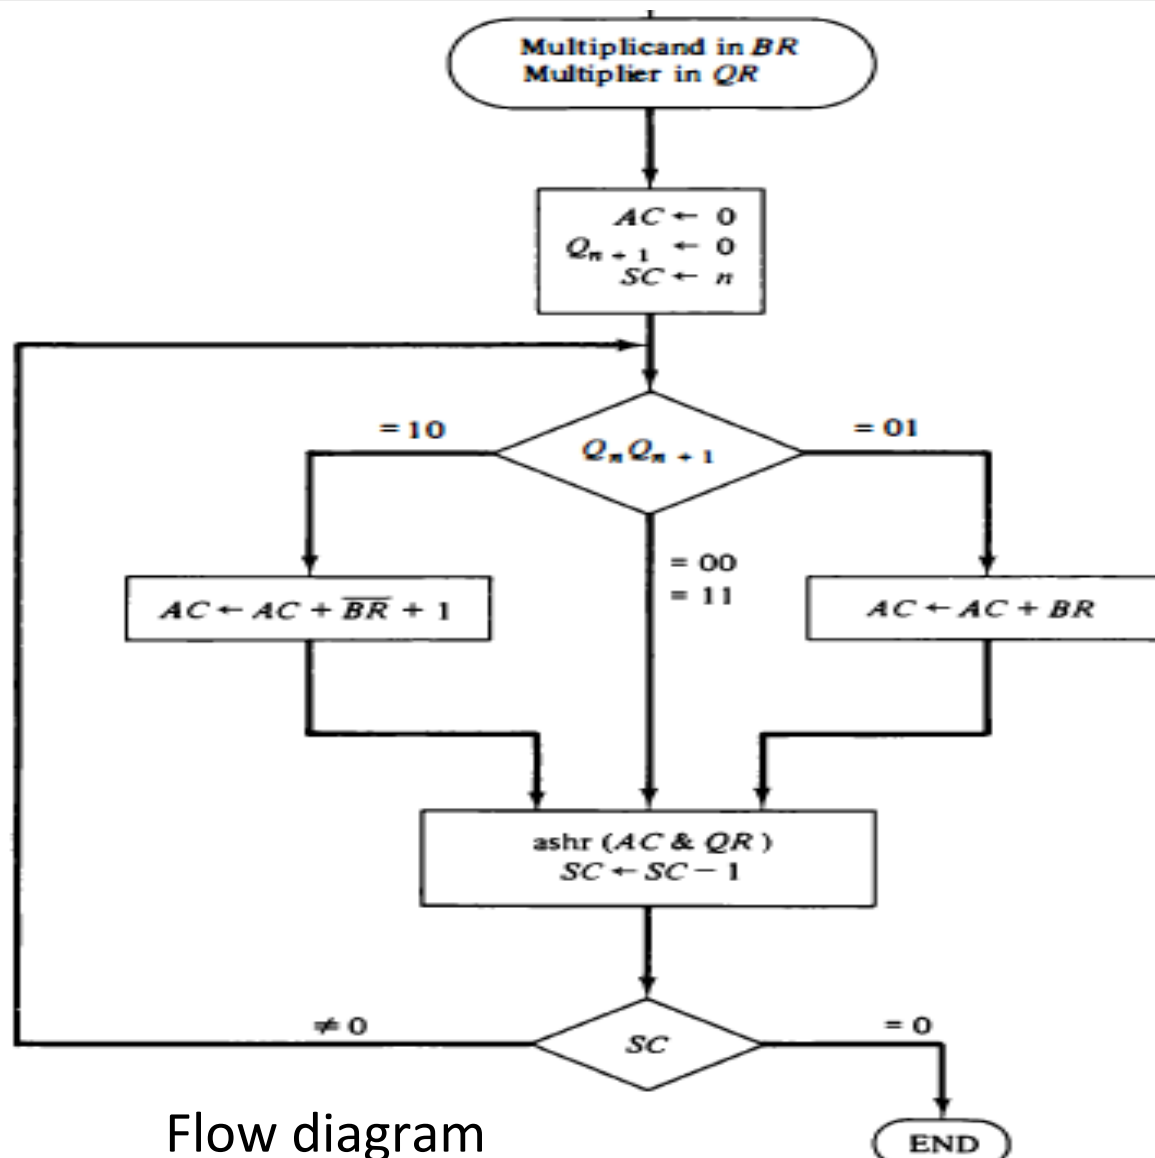 Multiplicand in BR
Multiplier in QR
AC ← 0
Qn + 1 ← 0
SC ← n
= 10
QnQn + 1
= 01
= 00
= 11
AC ← AC + B̅R̅ + 1
AC ← AC + BR
ashr (AC & QR)
SC ← SC − 1
≠ 0
SC
= 0
Flow diagram
END